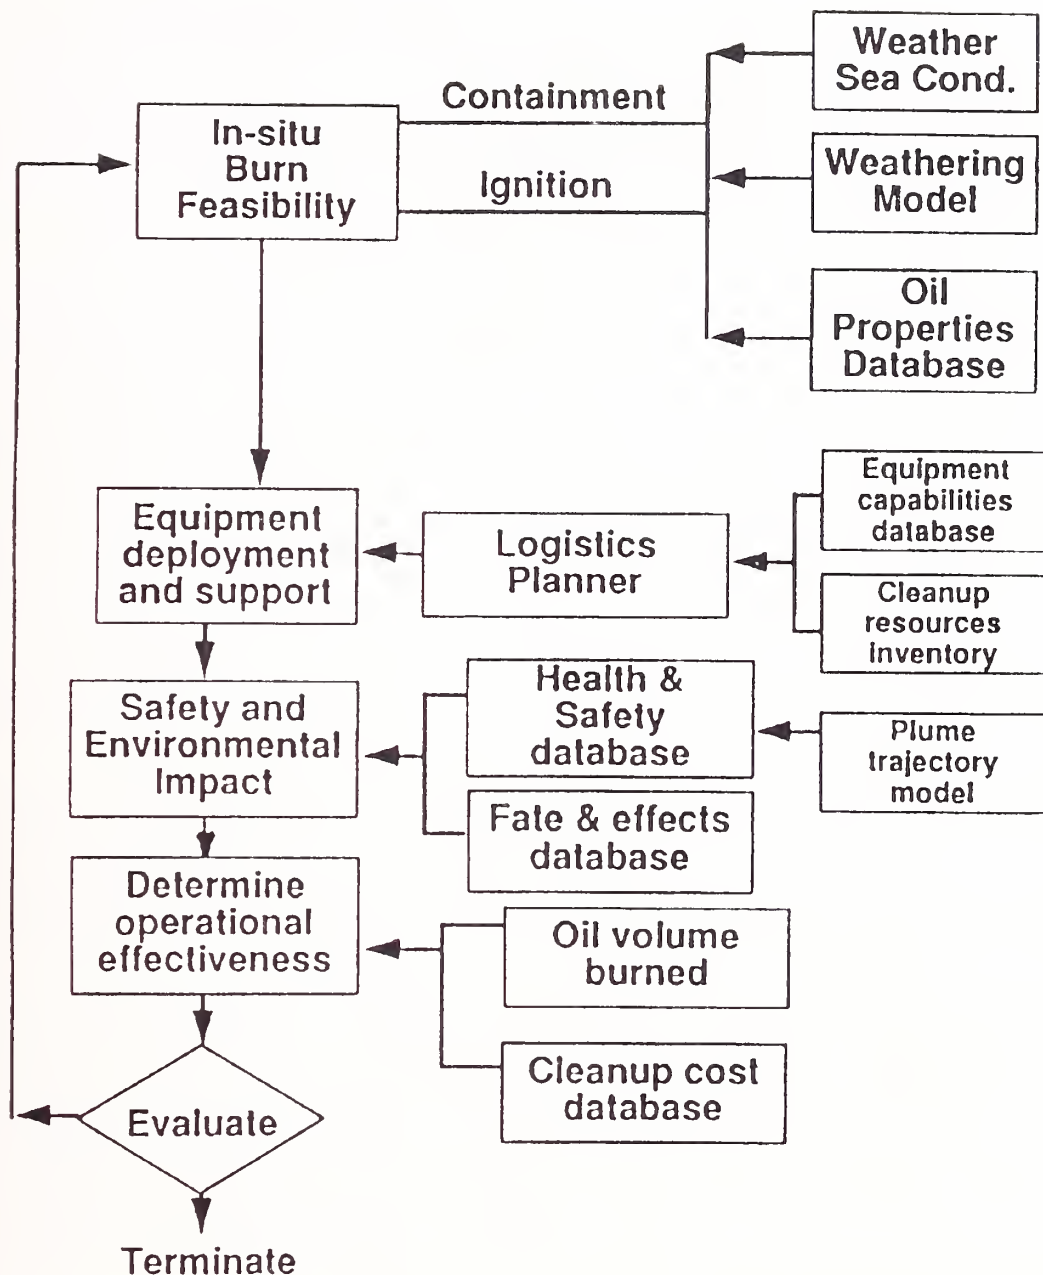 Weather
Sea Cond.
Containment
In-situ
Burn
Feasibility
Ignition
Weathering
Model
Oil
Properties
Database
Equipment
capabilities
database
Equipment
deployment
and support
Logistics
Planner
Cleanup
resources
inventory
Safety and
Environmental
Impact
Health &
Safety
database
Plume
trajectory
model
Fate & effects
database
Determine
operational
effectiveness
Oil volume
burned
Cleanup cost
database
Evaluate
Terminate